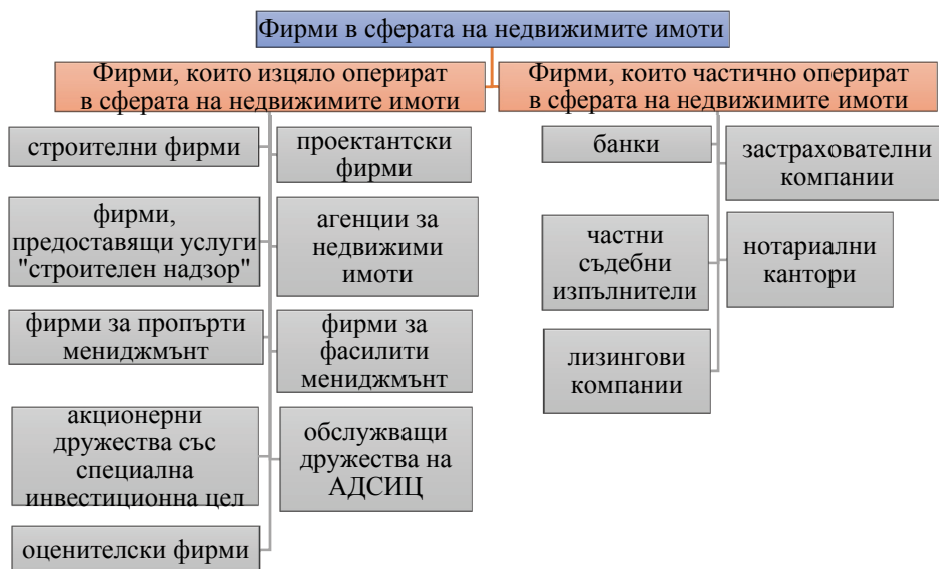 Фирми в сферата на недвижимите имоти
Фирми, които изцяло оперират
в сферата на недвижимите имоти
строителни фирми
проектантски
фирми
фирми,
предоставящи услуги
"строителен надзор"
агенции за
недвижими
имоти
фирми за пропърти
мениджмънт
фирми за
фасилити
мениджмънт
акционерни
дружества със
специална
инвестиционна цел
обслужващи
дружества на
АДСИЦ
оценителски фирми
Фирми, които частично оперират
в сферата на недвижимите имоти
банки
застрахователни
компании
частни
съдебни
изпълнители
нотариални
кантори
лизингови
компании